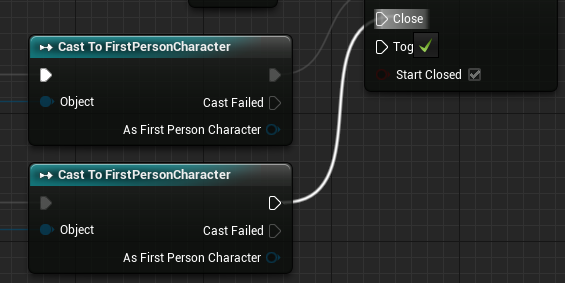 Close
Cast To FirstPersonCharacter
Tog
Start Closed
Object
Cast Failed
As First Person Character
Cast To FirstPersonCharacter
Object
Cast Failed
As First Person Character